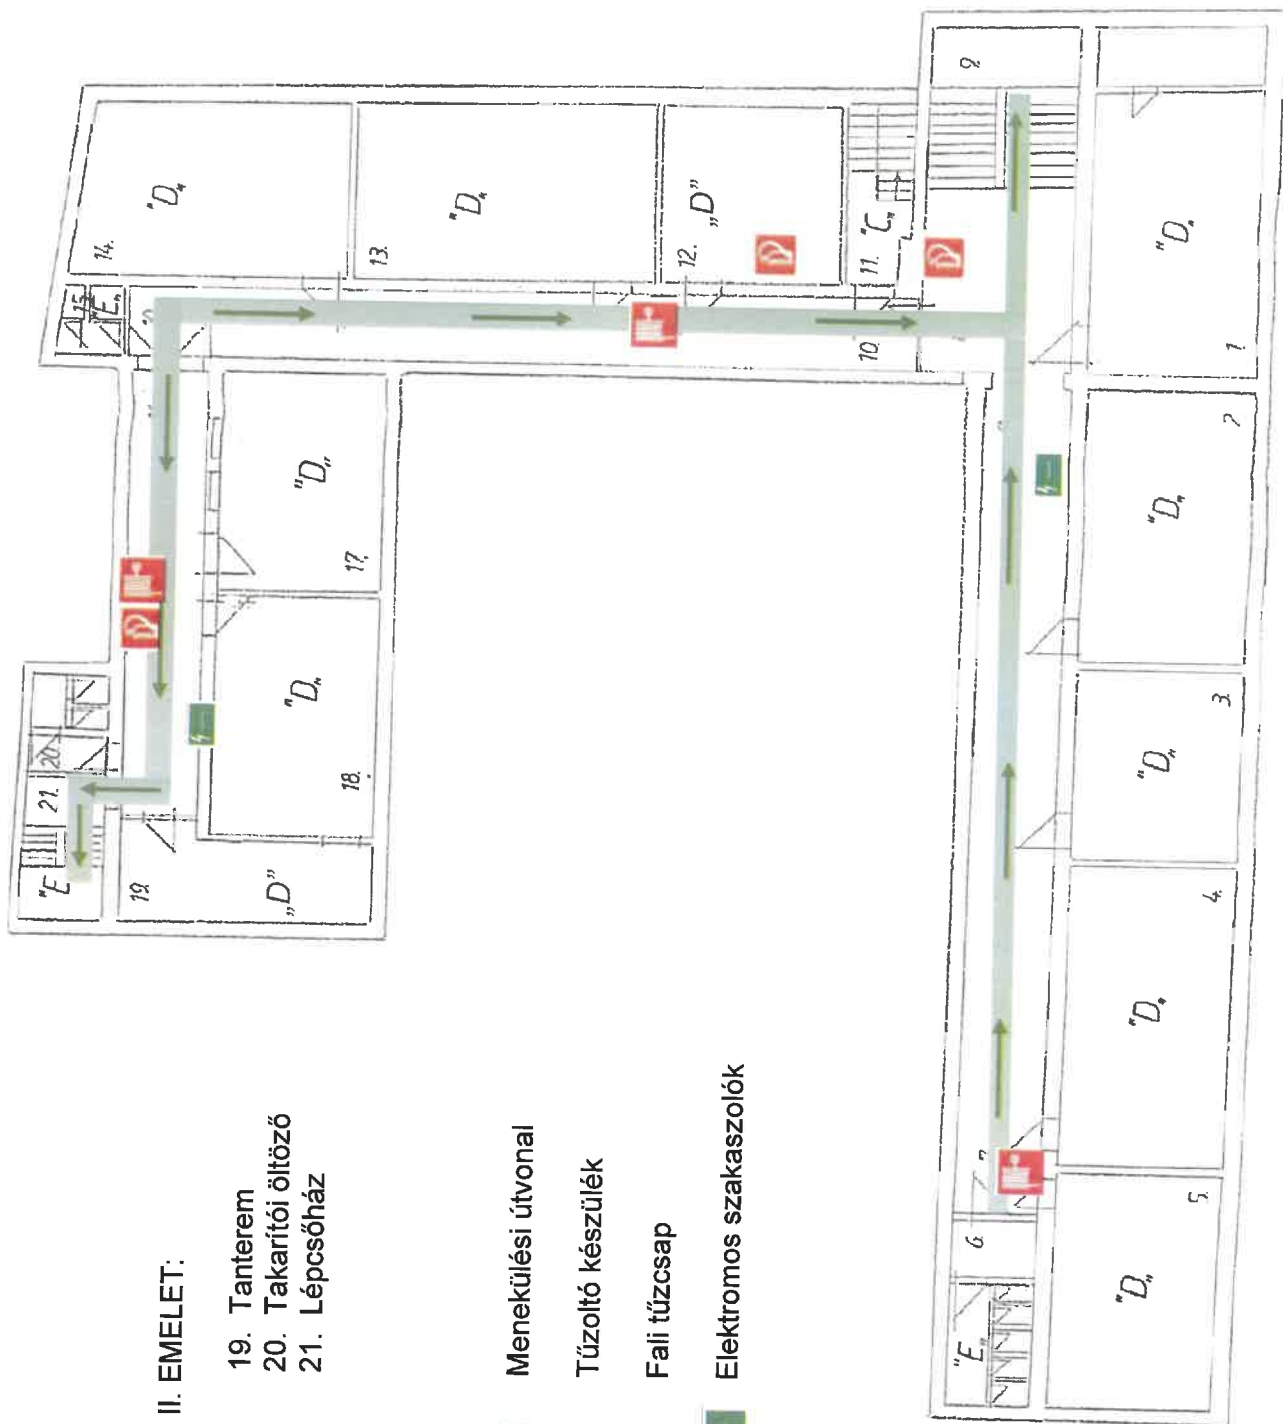 II. EMELET:
19. Tanterem
20. Takarítói öltöző
21. Lépcsőház
Menekülési útvonal
Tűzoltó készülék
Fali tűzcsap
Elektromos szakaszolók
14.
"D"
13.
"D"
12.
„D”
11.
"C"
10.
9.
15.
"E"
17.
"D"
18.
"D"
19.
„D”
20.
21.
"E
1.
"D"
2.
"D"
3.
"D"
4.
"D"
5.
"D"
6.
7
"E"